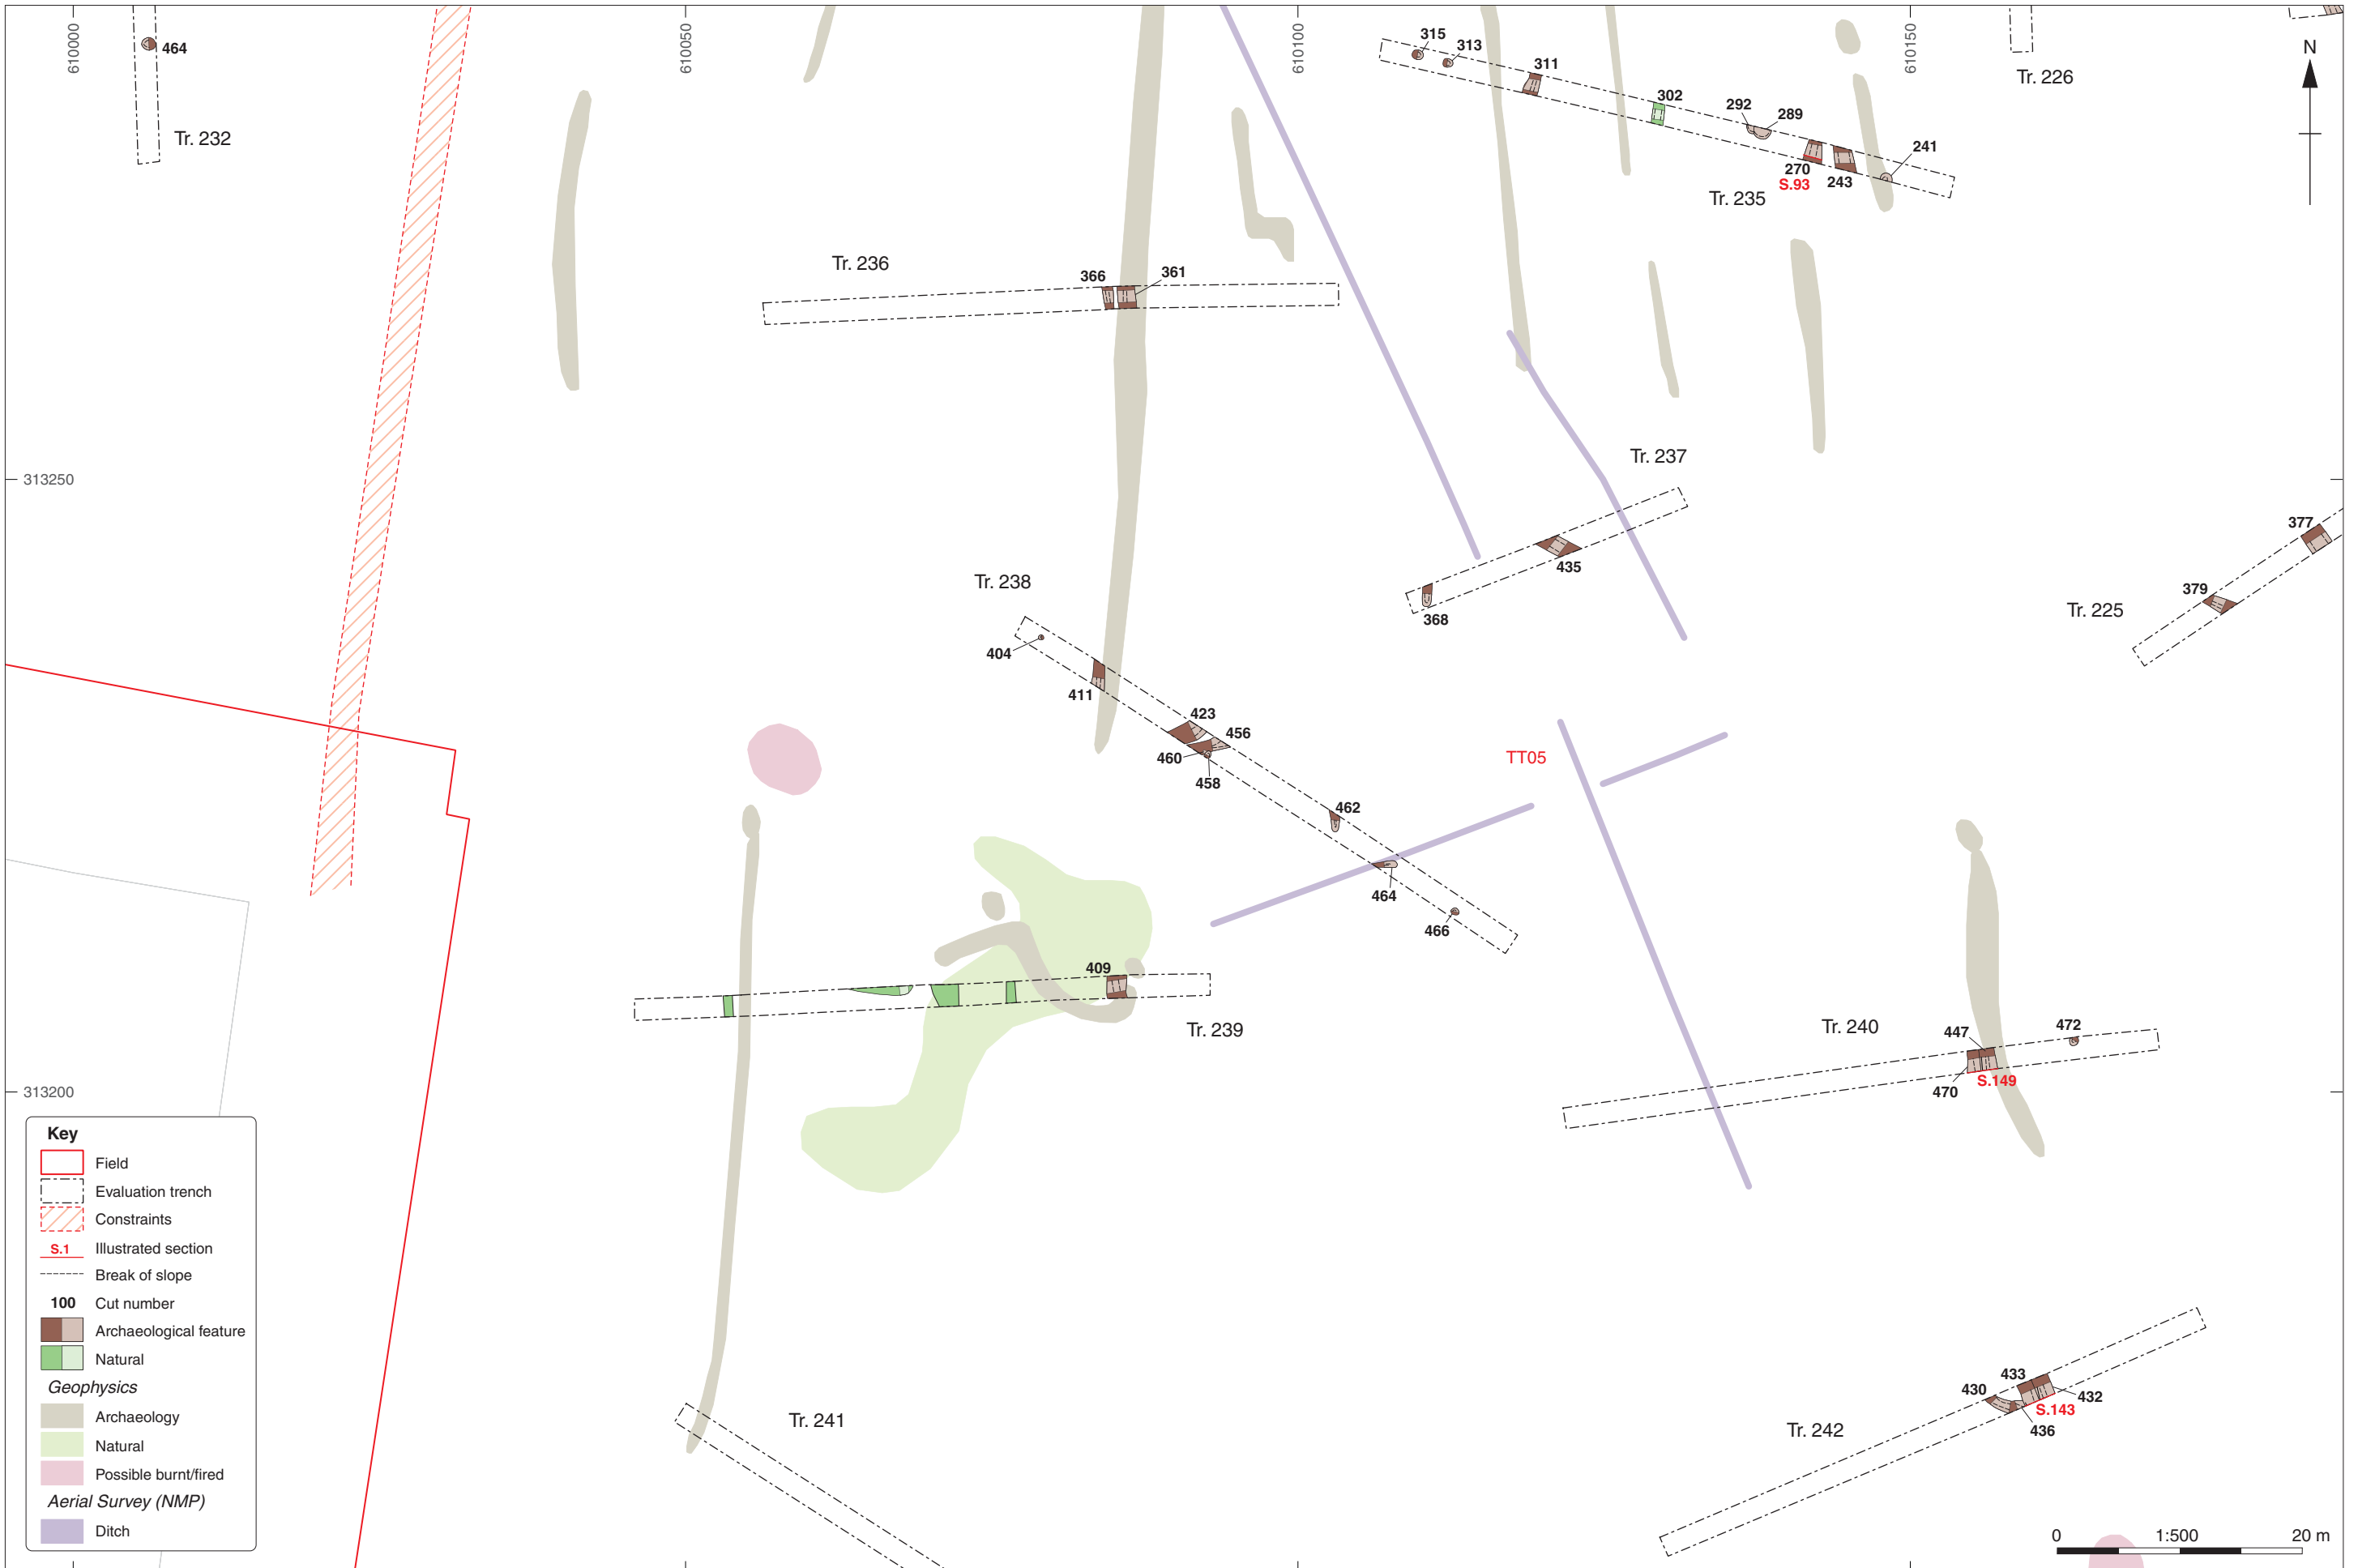 610000
610050
610100
610150
N
464
Tr. 232
315
313
311
302
292
289
241
270
S.93
243
Tr. 235
Tr. 226
Tr. 236
366
361
313250
Tr. 237
435
368
377
379
Tr. 225
Tr. 238
404
411
423
456
460
458
462
464
466
TT05
409
Tr. 239
Tr. 240
447
472
470
S.149
313200
Tr. 241
Tr. 242
430
433
432
S.143
436
Key
Field
Evaluation trench
Constraints
S.1 Illustrated section
Break of slope
100 Cut number
Archaeological feature
Natural
Geophysics
Archaeology
Natural
Possible burnt/fired
Aerial Survey (NMP)
Ditch
0 1:500 20 m